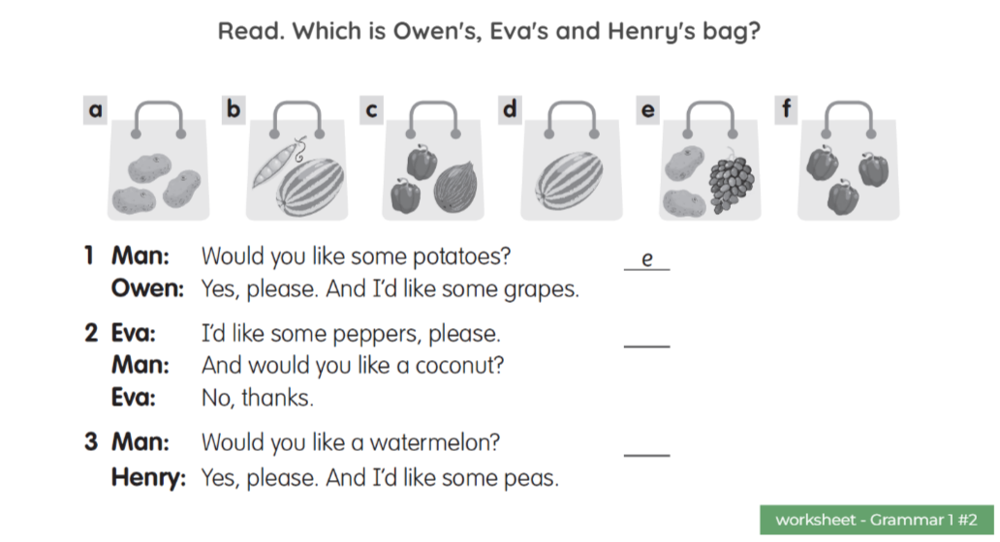 Read. Which is Owen's, Eva's and Henry's bag?
a b c d e f
1 Man: Would you like some potatoes? e
Owen: Yes, please. And I'd like some grapes.
2 Eva: I'd like some peppers, please. ____
Man: And would you like a coconut?
Eva: No, thanks.
3 Man: Would you like a watermelon? ____
Henry: Yes, please. And I'd like some peas.
worksheet - Grammar 1 #2